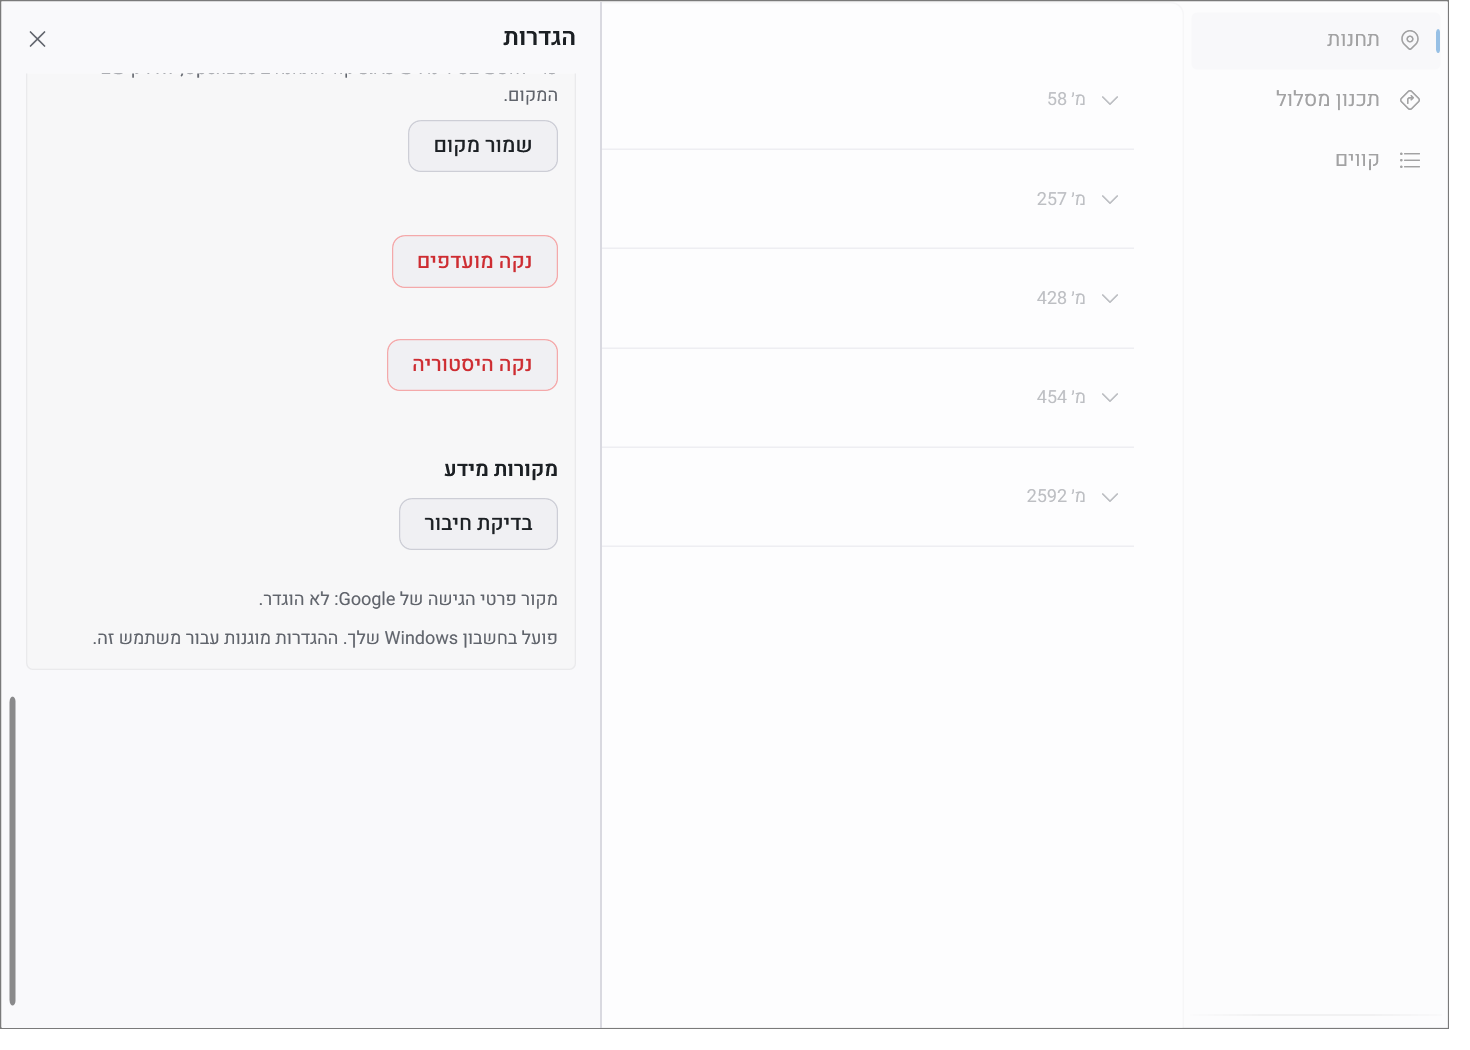 הגדרות
המקום.
שמור מקום
נקה מועדפים
נקה היסטוריה
מקורות מידע
בדיקת חיבור
מקור פרטי הגישה של Google: לא הוגדר.
פועל בחשבון Windows שלך. ההגדרות מוגנות עבור משתמש זה.
תחנות
תכנון מסלול
קווים
58 מ׳
257 מ׳
428 מ׳
454 מ׳
2592 מ׳